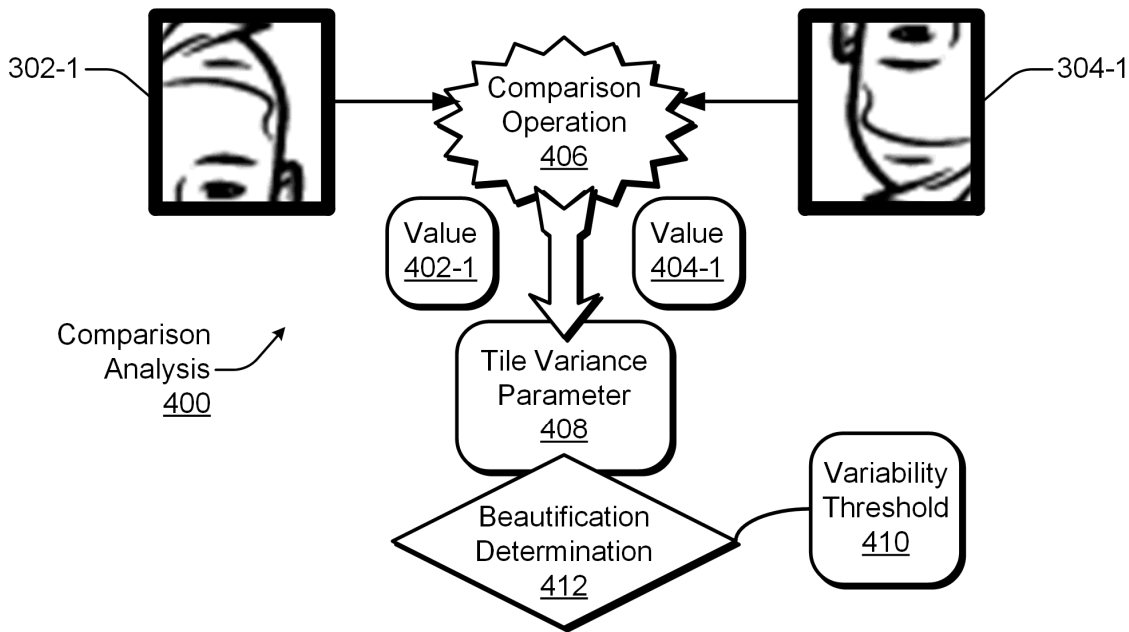 302-1
Comparison
Operation
406
304-1
Value
402-1
Value
404-1
Comparison
Analysis
400
Tile Variance
Parameter
408
Variability
Threshold
410
Beautification
Determination
412